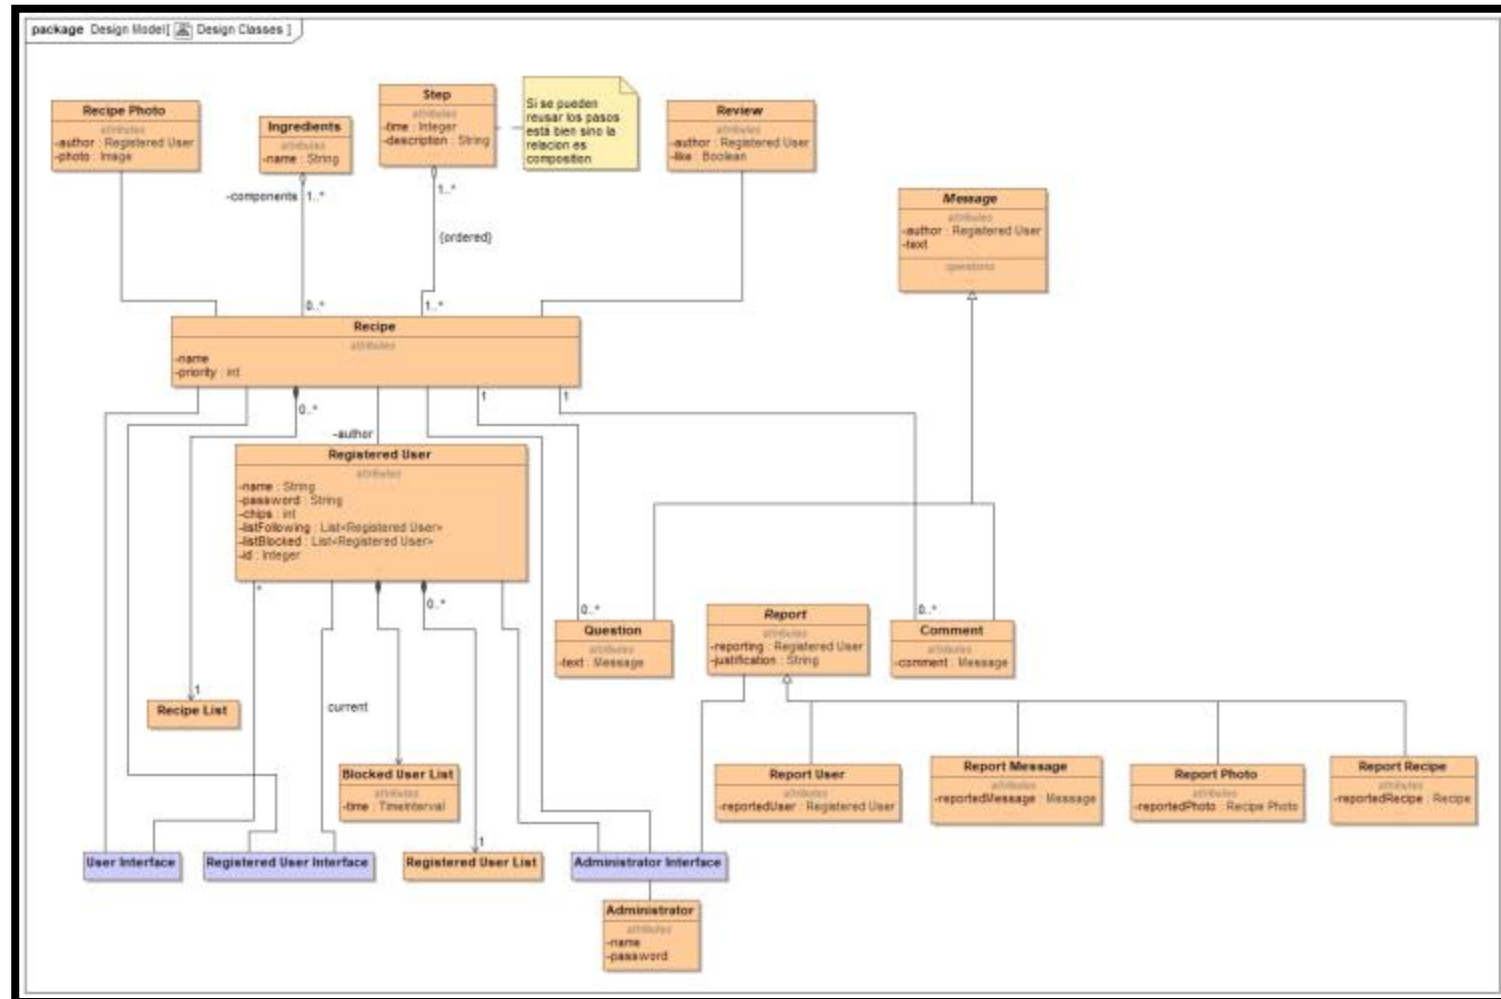 package Design Model[ Design Classes ]
Recipe Photo
attributes
-author : Registered User
-photo : Image
Ingredients
attributes
-name : String
Step
attributes
-time : Integer
-description : String
Si se pueden
reusar los pasos
está bien sino la
relacion es
composition
Review
attributes
-author : Registered User
-like : Boolean
Message
attributes
-author : Registered User
-text
operations
-components
1..*
1..*
{ordered}
0..*
1..*
Recipe
attributes
-name
-priority : int
0..*
1
1
-author
Registered User
attributes
-name : String
-password : String
-chips : int
-listFollowing : List<Registered User>
-listBlocked : List<Registered User>
-id : Integer
*
0..*
0..*
0..*
Question
attributes
-text : Message
Report
attributes
-reporting : Registered User
-justification : String
Comment
attributes
-comment : Message
1
Recipe List
current
Blocked User List
attributes
-time : TimeInterval
Report User
attributes
-reportedUser : Registered User
Report Message
attributes
-reportedMessage : Message
Report Photo
attributes
-reportedPhoto : Recipe Photo
Report Recipe
attributes
-reportedRecipe : Recipe
1
User Interface
Registered User Interface
Registered User List
Administrator Interface
Administrator
attributes
-name
-password